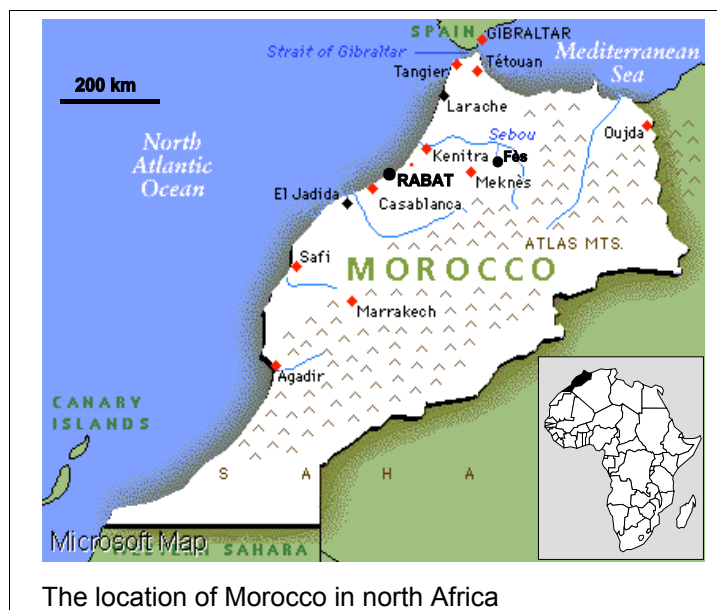 SPAIN
GIBRALTAR
Strait of Gibraltar
Mediterranean
Sea
Tangier
Tétouan
200 km
Larache
North
Atlantic
Ocean
Sebou
Oujda
Kenitra
Fès
RABAT
Meknès
El Jadida
Casablanca
ATLAS MTS.
Safi
MOROCCO
Marrakech
Agadir
CANARY
ISLANDS
S A H A
Microsoft Map
WESTERN SAHARA
The location of Morocco in north Africa